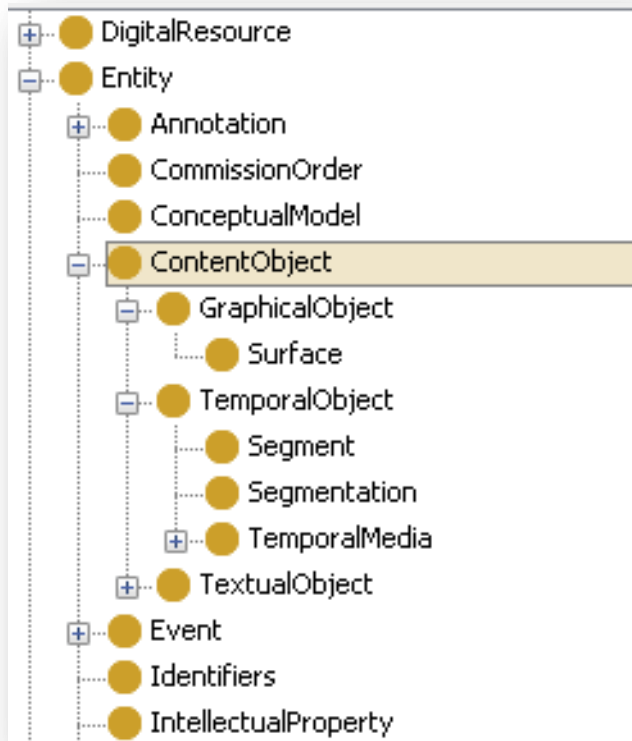 DigitalResource
Entity
Annotation
CommissionOrder
ConceptualModel
ContentObject
GraphicalObject
Surface
TemporalObject
Segment
Segmentation
TemporalMedia
TextualObject
Event
Identifiers
IntellectualProperty